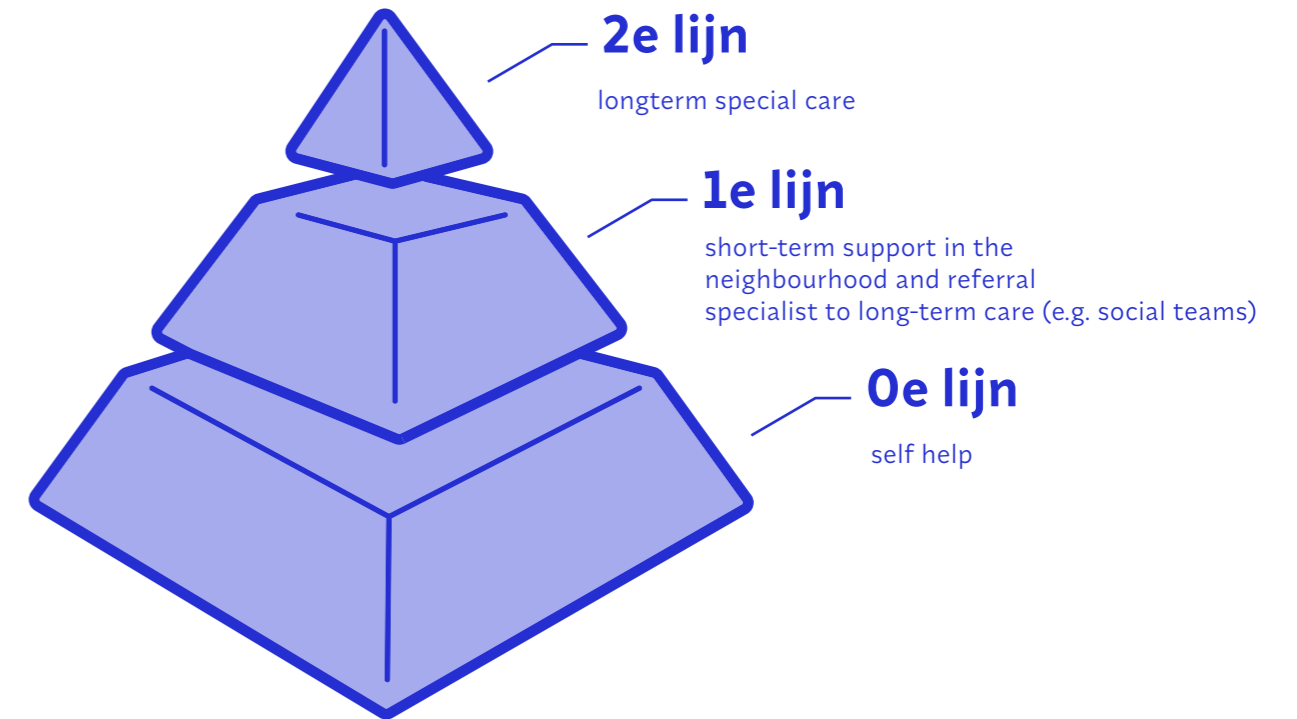 2e lijn
longterm special care
1e lijn
short-term support in the
neighbourhood and referral
specialist to long-term care (e.g. social teams)
0e lijn
self help